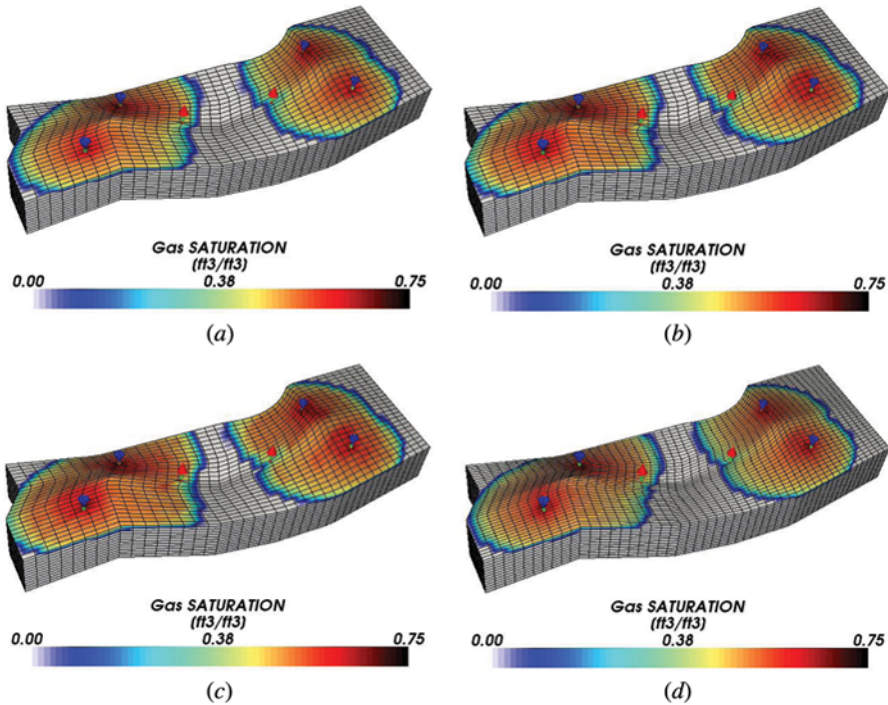 Gas SATURATION
(ft3/ft3)
0.00 0.38 0.75
(a)
Gas SATURATION
(ft3/ft3)
0.00 0.38 0.75
(b)
Gas SATURATION
(ft3/ft3)
0.00 0.38 0.75
(c)
Gas SATURATION
(ft3/ft3)
0.00 0.38 0.75
(d)